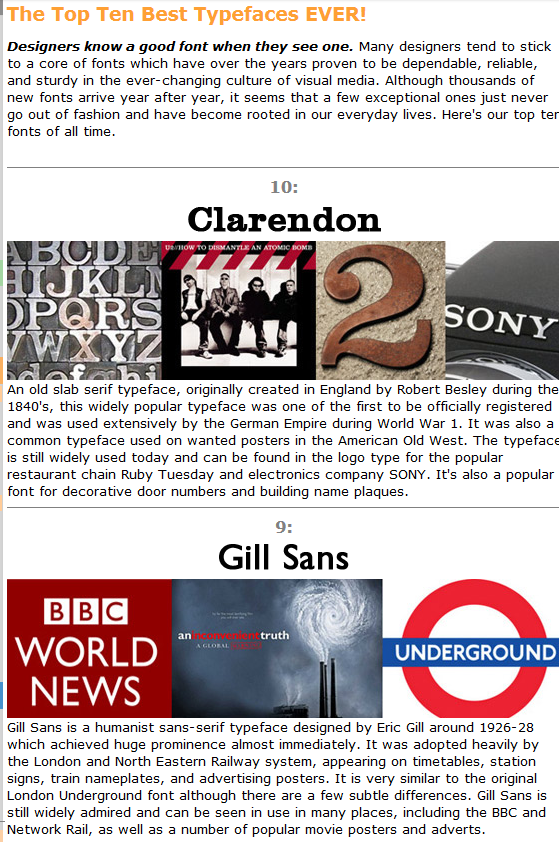 The Top Ten Best Typefaces EVER!
Designers know a good font when they see one. Many designers tend to stick
to a core of fonts which have over the years proven to be dependable, reliable,
and sturdy in the ever-changing culture of visual media. Although thousands of
new fonts arrive year after year, it seems that a few exceptional ones just never
go out of fashion and have become rooted in our everyday lives. Here's our top ten
fonts of all time.
10:
Clarendon
ABCDE
IJKLM
OPQRS
VWXYZ
U2//HOW TO DISMANTLE AN ATOMIC BOMB
2
SONY
An old slab serif typeface, originally created in England by Robert Besley during the
1840's, this widely popular typeface was one of the first to be officially registered
and was used extensively by the German Empire during World War 1. It was also a
common typeface used on wanted posters in the American Old West. The typeface
is still widely used today and can be found in the logo type for the popular
restaurant chain Ruby Tuesday and electronics company SONY. It's also a popular
font for decorative door numbers and building name plaques.
9:
Gill Sans
BBC
WORLD
NEWS
aninconvenienttruth
A GLOBAL
UNDERGROUND
Gill Sans is a humanist sans-serif typeface designed by Eric Gill around 1926-28
which achieved huge prominence almost immediately. It was adopted heavily by
the London and North Eastern Railway system, appearing on timetables, station
signs, train nameplates, and advertising posters. It is very similar to the original
London Underground font although there are a few subtle differences. Gill Sans is
still widely admired and can be seen in use in many places, including the BBC and
Network Rail, as well as a number of popular movie posters and adverts.